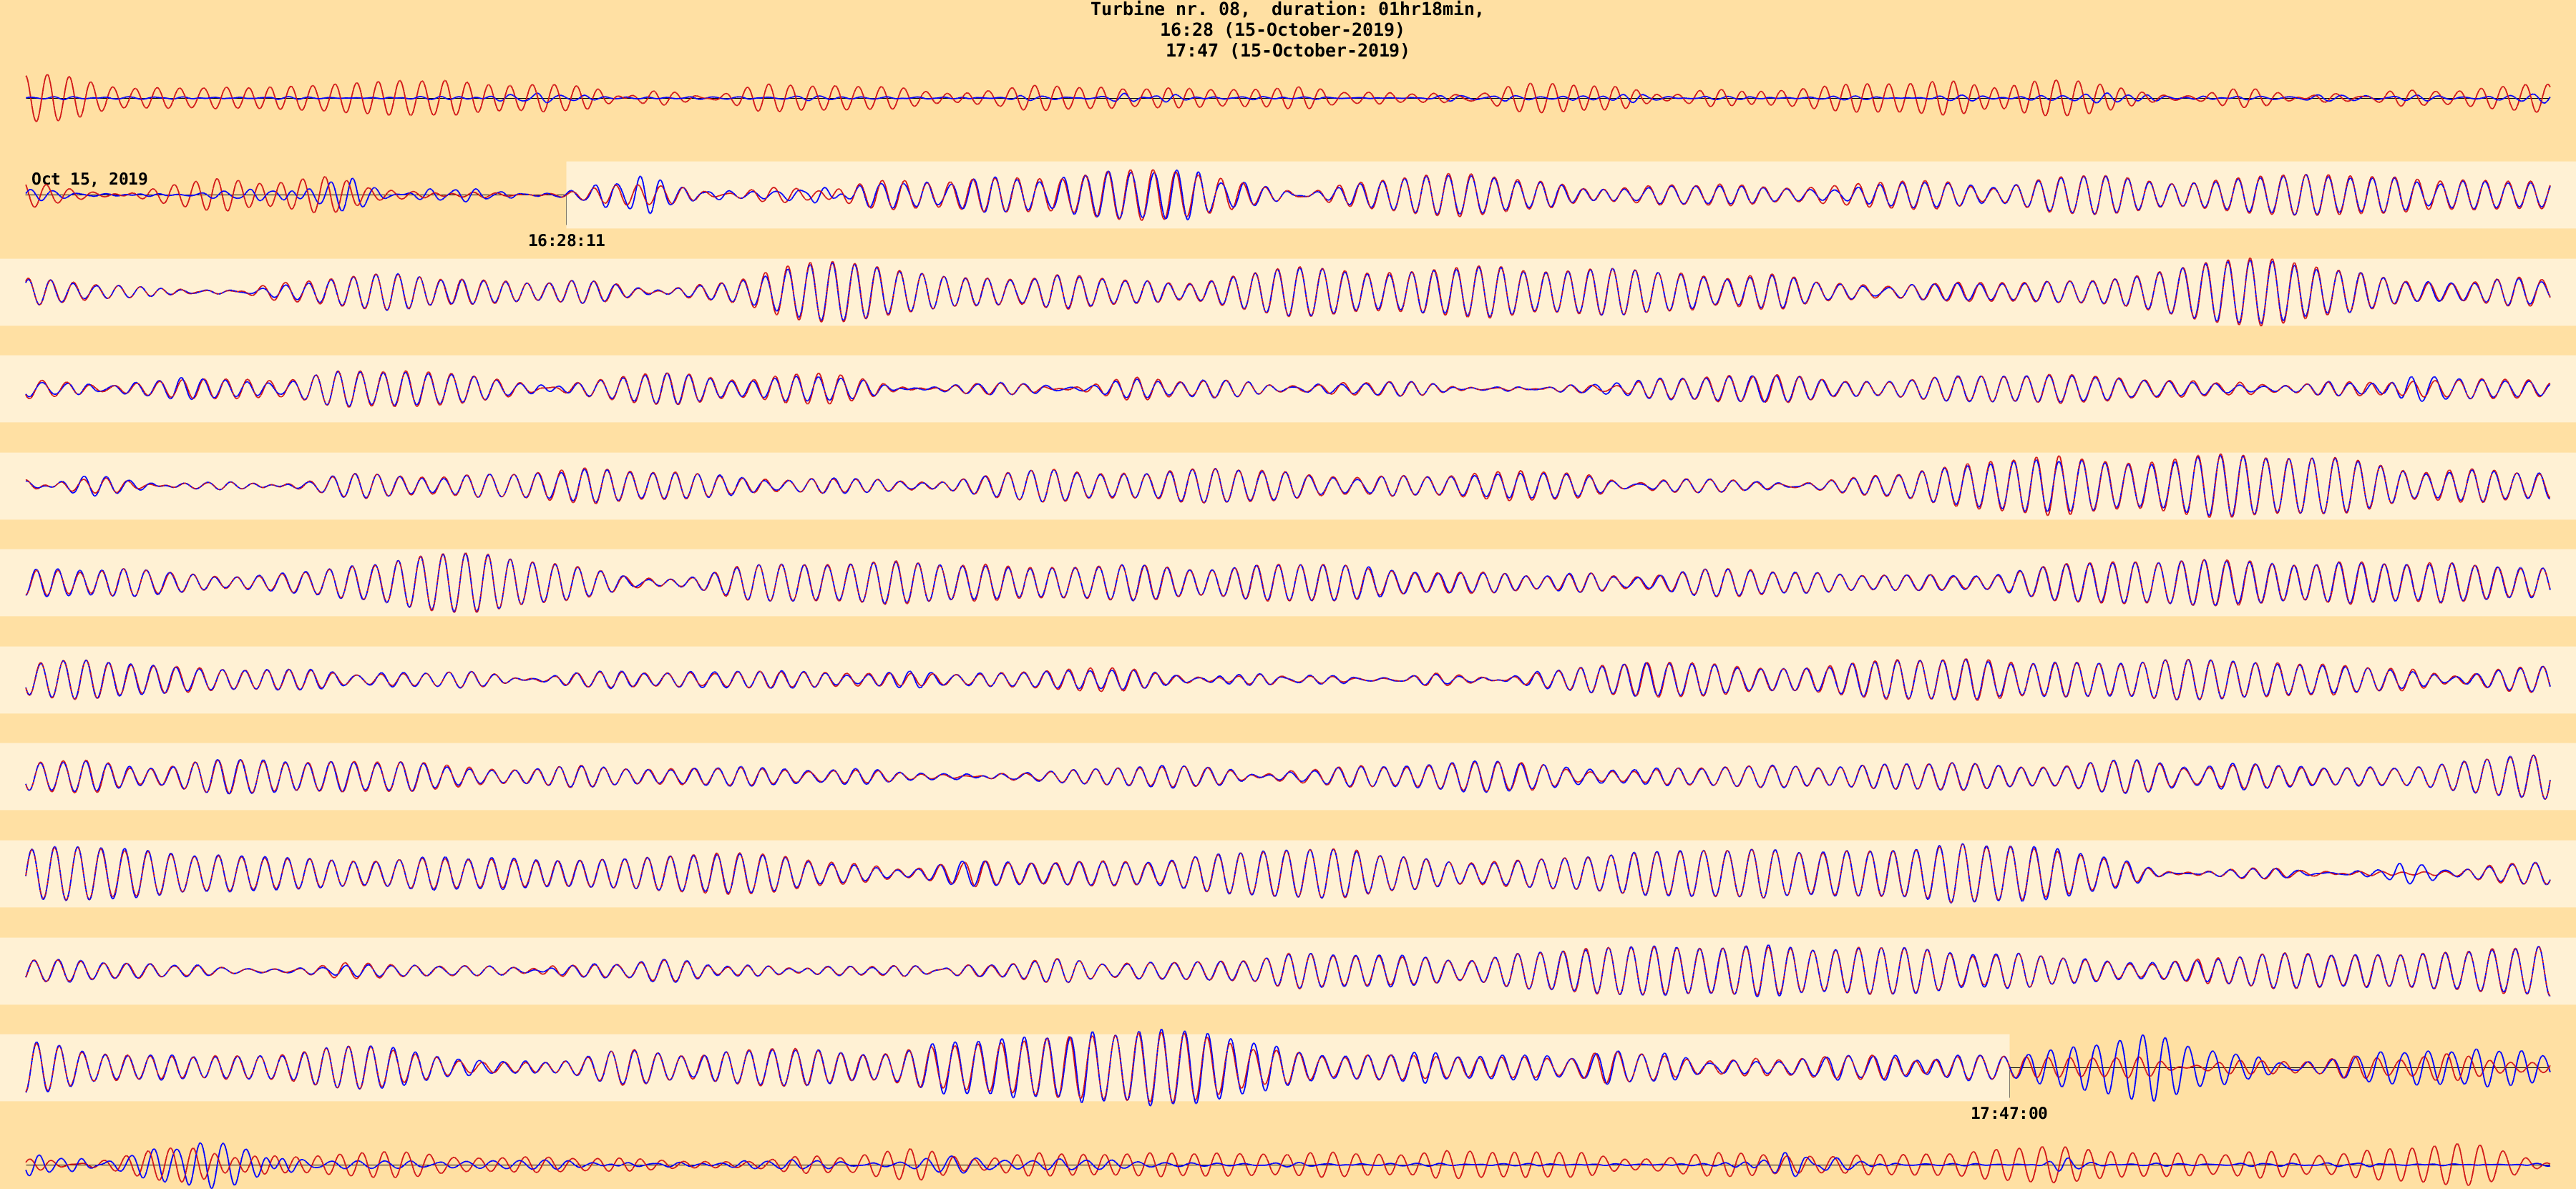 Turbine nr. 08,  duration: 01hr18min,
16:28 (15-October-2019)
17:47 (15-October-2019)
Oct 15, 2019
16:28:11
17:47:00